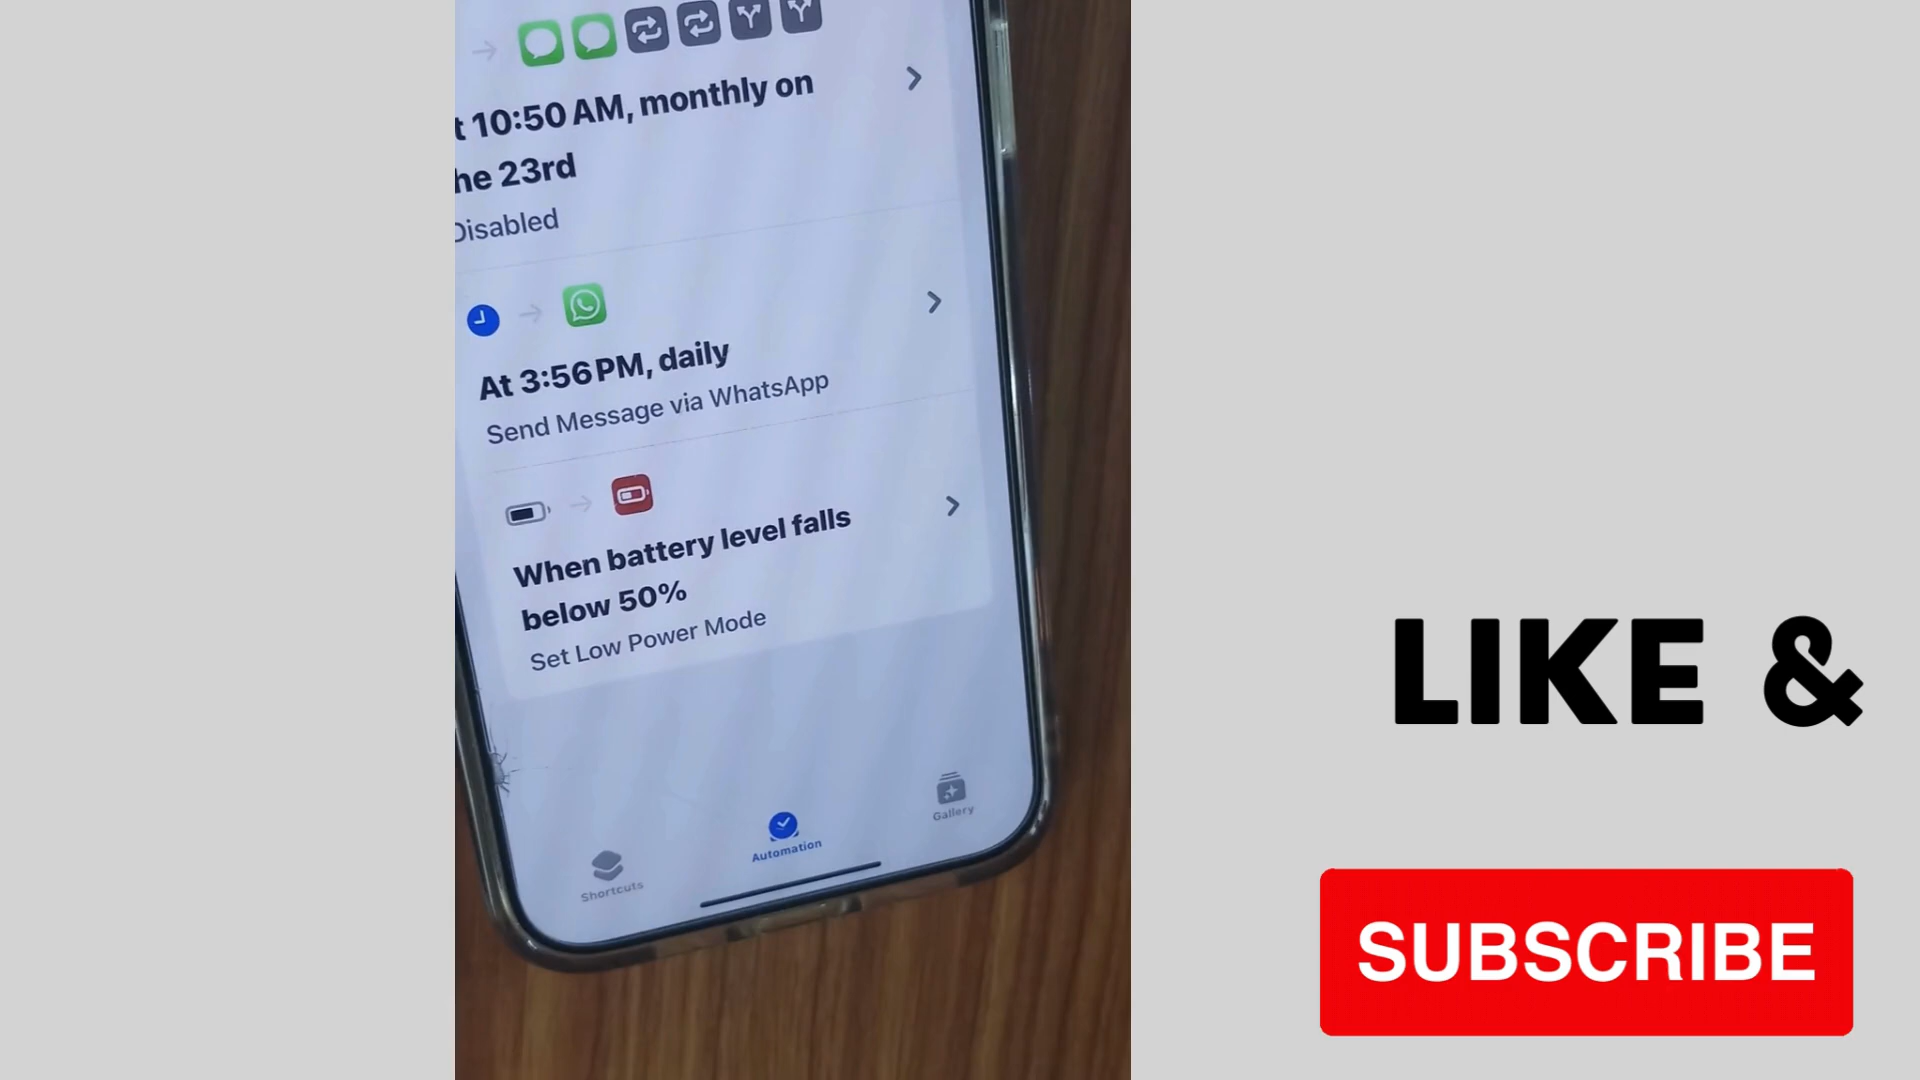 t 10:50 AM, monthly on
he 23rd
Disabled
At 3:56 PM, daily
Send Message via WhatsApp
When battery level falls
below 50%
Set Low Power Mode
Shortcuts
Automation
Gallery
LIKE &
SUBSCRIBE